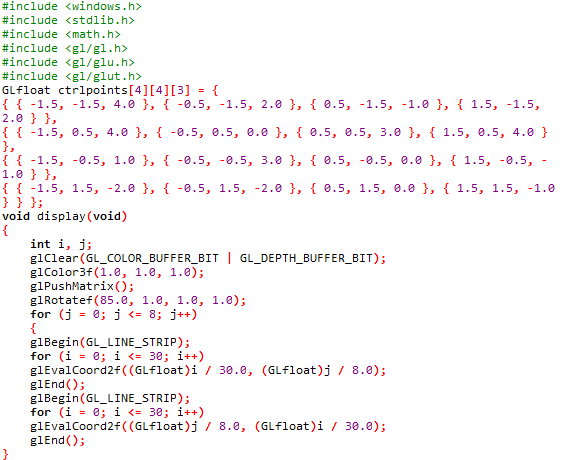 #include <windows.h>
#include <stdlib.h>
#include <math.h>
#include <gl/gl.h>
#include <gl/glu.h>
#include <gl/glut.h>
GLfloat ctrlpoints[4][4][3] = {
{ { -1.5, -1.5, 4.0 }, { -0.5, -1.5, 2.0 }, { 0.5, -1.5, -1.0 }, { 1.5, -1.5,
2.0 } },
{ { -1.5, 0.5, 4.0 }, { -0.5, 0.5, 0.0 }, { 0.5, 0.5, 3.0 }, { 1.5, 0.5, 4.0 }
},
{ { -1.5, -0.5, 1.0 }, { -0.5, -0.5, 3.0 }, { 0.5, -0.5, 0.0 }, { 1.5, -0.5, -
1.0 } },
{ { -1.5, 1.5, -2.0 }, { -0.5, 1.5, -2.0 }, { 0.5, 1.5, 0.0 }, { 1.5, 1.5, -1.0
} } };
void display(void)
{
    int i, j;
    glClear(GL_COLOR_BUFFER_BIT | GL_DEPTH_BUFFER_BIT);
    glColor3f(1.0, 1.0, 1.0);
    glPushMatrix();
    glRotatef(85.0, 1.0, 1.0, 1.0);
    for (j = 0; j <= 8; j++)
    {
    glBegin(GL_LINE_STRIP);
    for (i = 0; i <= 30; i++)
    glEvalCoord2f((GLfloat)i / 30.0, (GLfloat)j / 8.0);
    glEnd();
    glBegin(GL_LINE_STRIP);
    for (i = 0; i <= 30; i++)
    glEvalCoord2f((GLfloat)j / 8.0, (GLfloat)i / 30.0);
    glEnd();
}